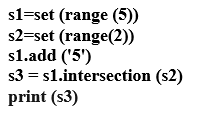 s1=set (range (5))
s2=set (range(2))
s1.add ('5')
s3 = s1.intersection (s2)
print (s3)